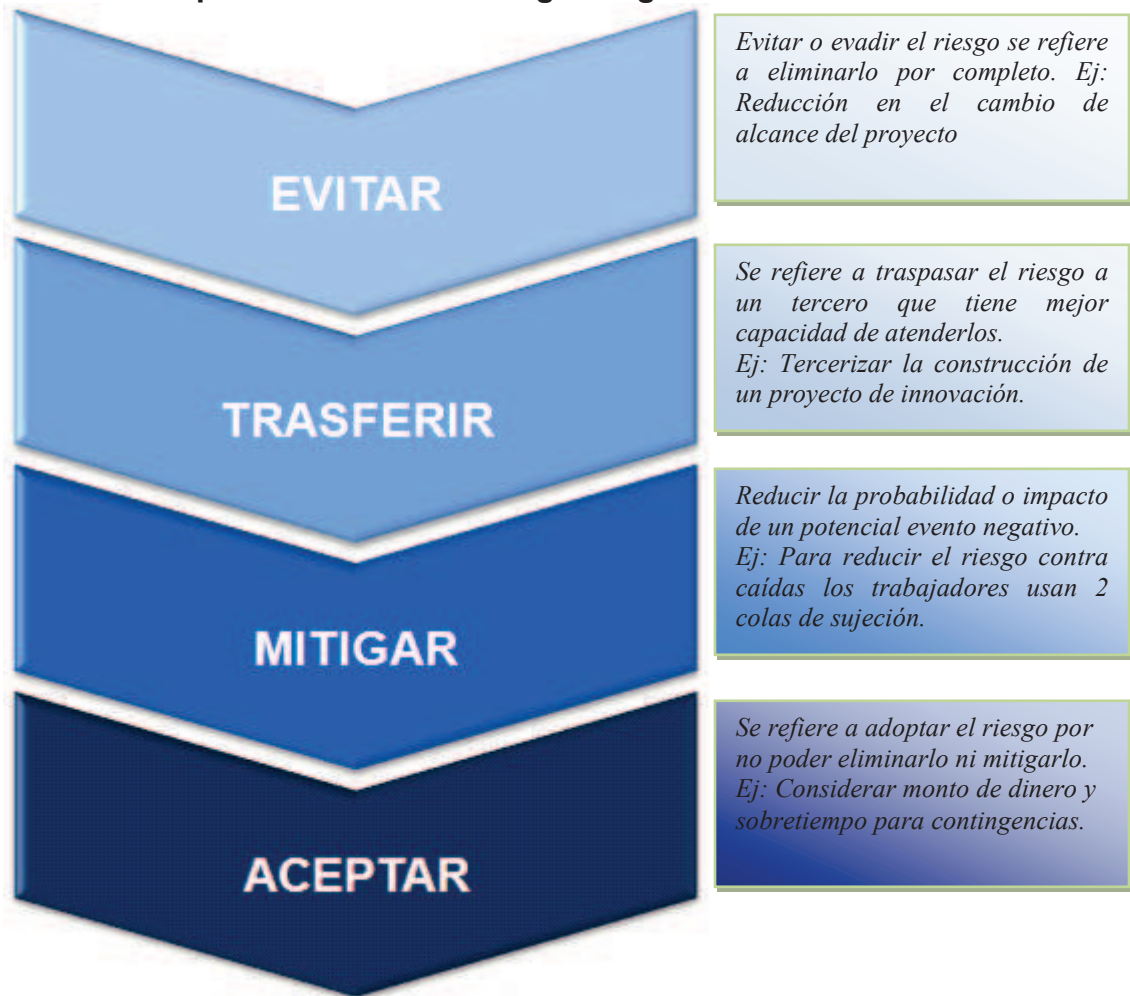 EVITAR
Evitar o evadir el riesgo se refiere
a eliminarlo por completo. Ej:
Reducción en el cambio de
alcance del proyecto
TRASFERIR
Se refiere a traspasar el riesgo a
un tercero que tiene mejor
capacidad de atenderlos.
Ej: Tercerizar la construcción de
un proyecto de innovación.
MITIGAR
Reducir la probabilidad o impacto
de un potencial evento negativo.
Ej: Para reducir el riesgo contra
caídas los trabajadores usan 2
colas de sujeción.
ACEPTAR
Se refiere a adoptar el riesgo por
no poder eliminarlo ni mitigarlo.
Ej: Considerar monto de dinero y
sobretiempo para contingencias.